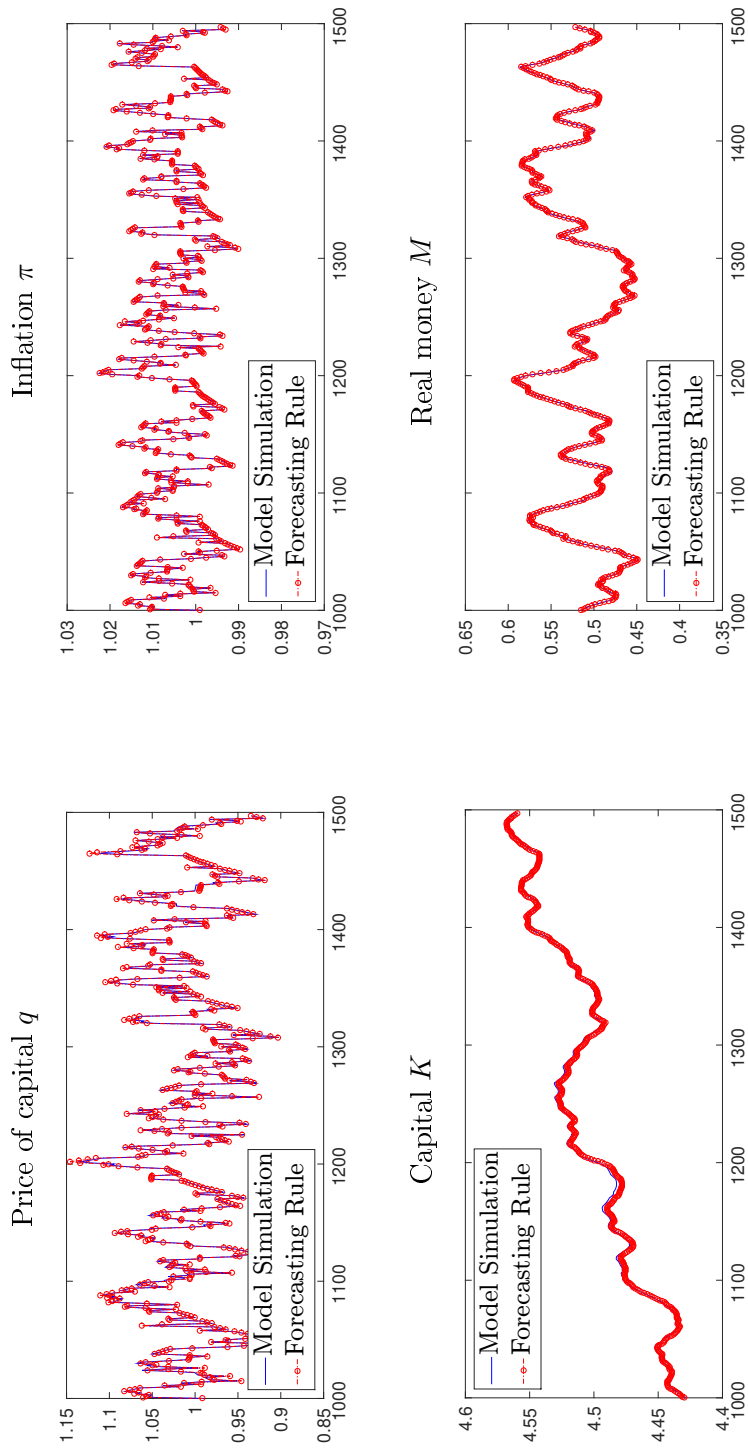 Price of capital q
1.15
1.1
1.05
1
0.95
0.9
0.85
Model Simulation
Forecasting Rule
1000 1100 1200 1300 1400 1500
Inflation π
1.03
1.02
1.01
1
0.99
0.98
0.97
Model Simulation
Forecasting Rule
1000 1100 1200 1300 1400 1500
Capital K
4.6
4.55
4.5
4.45
4.4
Model Simulation
Forecasting Rule
1000 1100 1200 1300 1400 1500
Real money M
0.65
0.6
0.55
0.5
0.45
0.4
0.35
Model Simulation
Forecasting Rule
1000 1100 1200 1300 1400 1500